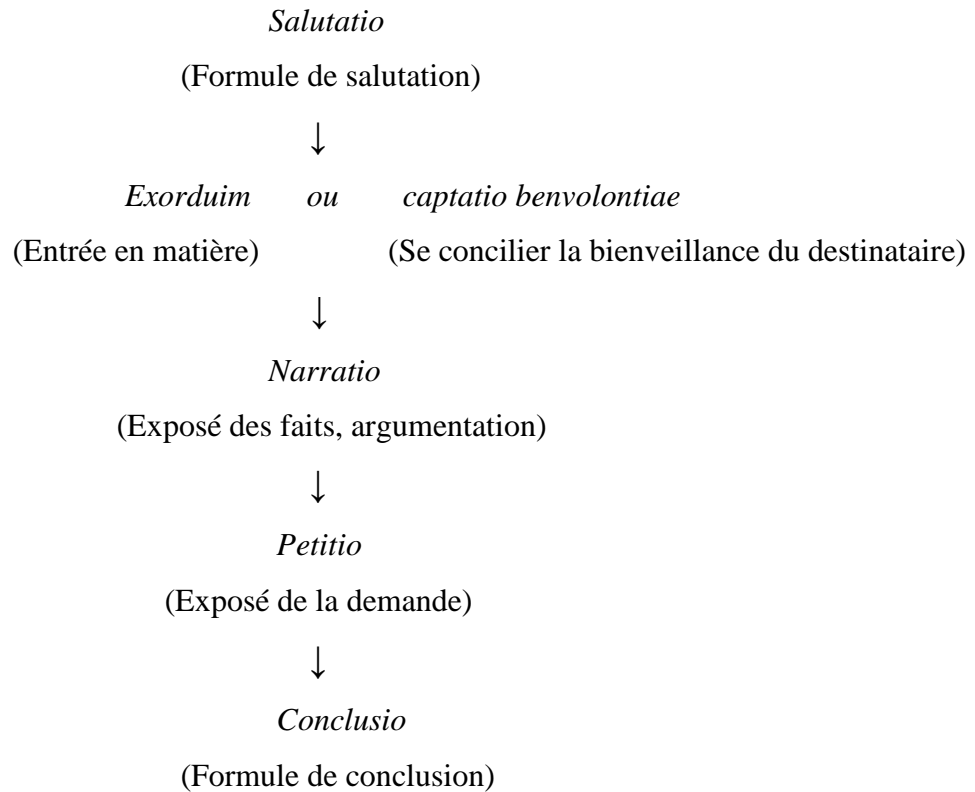 Salutatio
(Formule de salutation)
↓
Exorduim ou captatio benvolontiae
(Entrée en matière) (Se concilier la bienveillance du destinataire)
↓
Narratio
(Exposé des faits, argumentation)
↓
Petitio
(Exposé de la demande)
↓
Conclusio
(Formule de conclusion)